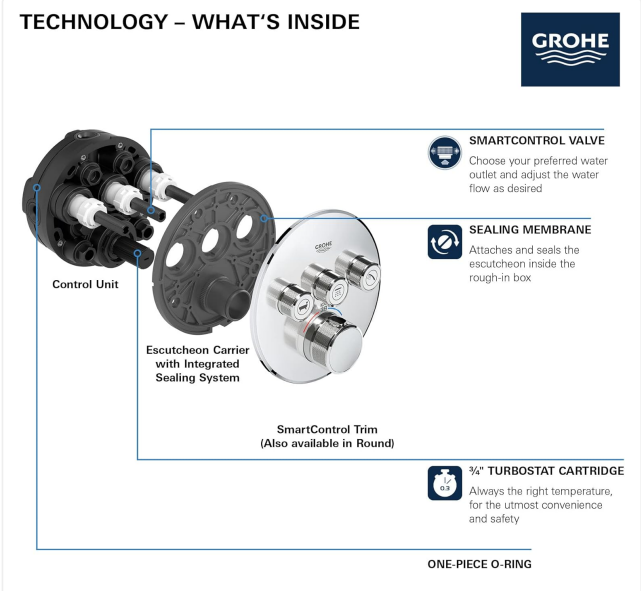 TECHNOLOGY – WHAT'S INSIDE
GROHE
SMARTCONTROL VALVE
Choose your preferred water
outlet and adjust the water
flow as desired
SEALING MEMBRANE
Attaches and seals the
escutcheon inside the
rough-in box
GROHE
Control Unit
Escutcheon Carrier
with Integrated
Sealing System
SmartControl Trim
(Also available in Round)
0.3
¾" TURBOSTAT CARTRIDGE
Always the right temperature,
for the utmost convenience
and safety
ONE-PIECE O-RING